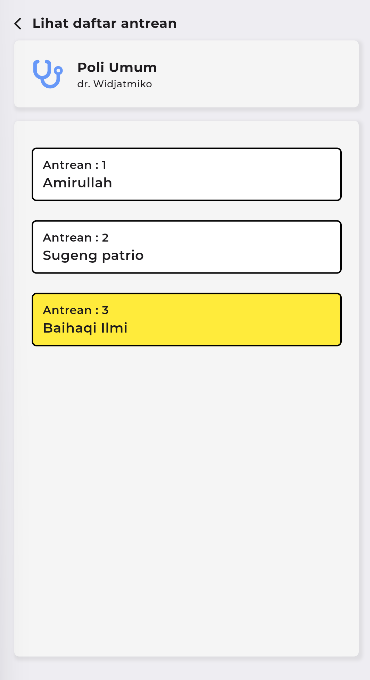 Lihat daftar antrean
Poli Umum
dr. Widjatmiko
Antrean : 1
Amirullah
Antrean : 2
Sugeng patrio
Antrean : 3
Baihaqi Ilmi